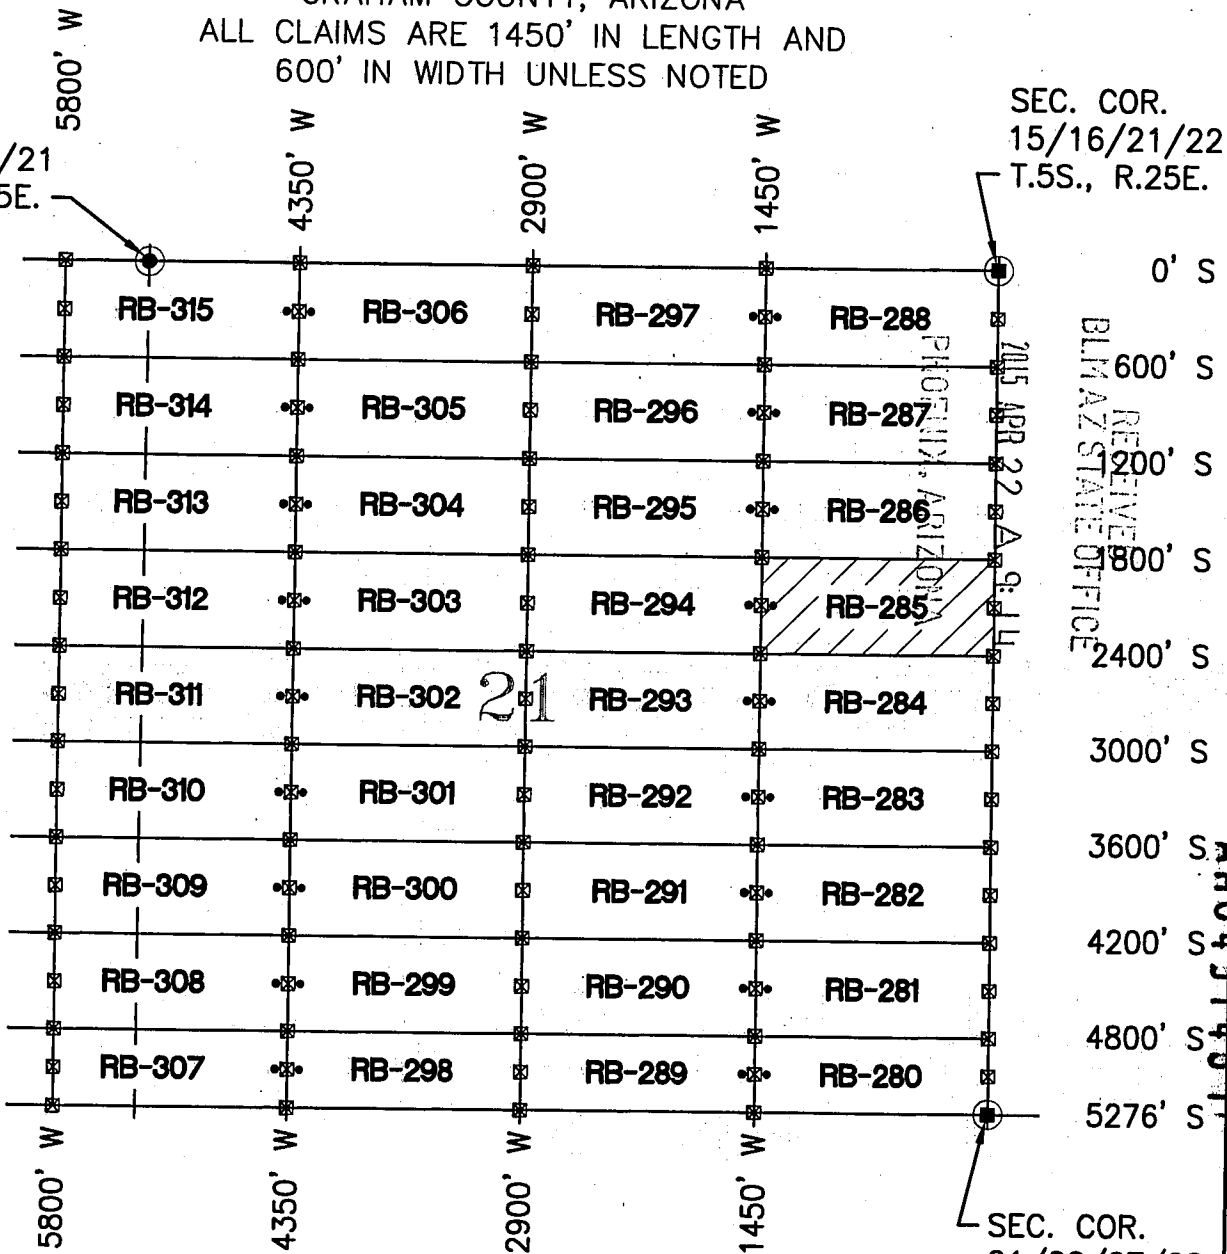 GRAHAM COUNTY, ARIZONA
ALL CLAIMS ARE 1450' IN LENGTH AND
600' IN WIDTH UNLESS NOTED
5800' W
4350' W
2900' W
1450' W
SEC. COR.
15/16/21/22
T.5S., R.25E.
/21
5E.
0' S
RB-315 RB-306 RB-297 RB-288
600' S
RB-314 RB-305 RB-296 RB-287
1200' S
RB-313 RB-304 RB-295 RB-286
1800' S
RB-312 RB-303 RB-294 RB-285
2400' S
RB-311 RB-302 RB-293 RB-284
21
3000' S
RB-310 RB-301 RB-292 RB-283
3600' S
RB-309 RB-300 RB-291 RB-282
4200' S
RB-308 RB-299 RB-290 RB-281
4800' S
RB-307 RB-298 RB-289 RB-280
5276' S
RECEIVED
BLM AZ STATE OFFICE
2015 APR 22 A 9:14
PHOENIX, ARIZONA
5800' W
4350' W
2900' W
1450' W
SEC. COR.